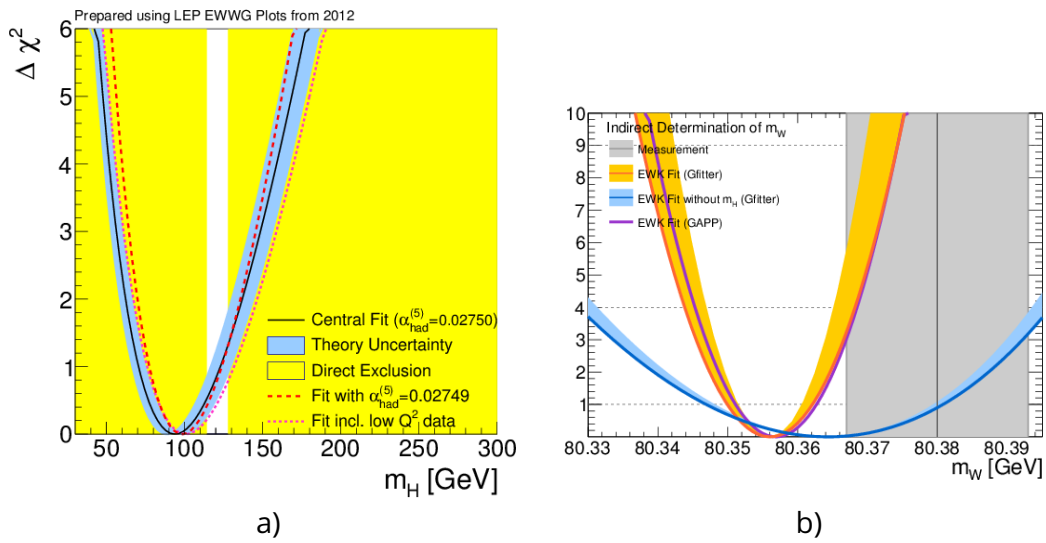 Prepared using LEP EWWG Plots from 2012
Δ χ²
6
5
4
3
2
1
0
Central Fit (α_had^(5)=0.02750)
Theory Uncertainty
Direct Exclusion
Fit with α_had^(5)=0.02749
Fit incl. low Q² data
50 100 150 200 250 300
m_H [GeV]
a)
10
9
8
7
6
5
4
3
2
1
0
Indirect Determination of m_W
Measurement
EWK Fit (Gfitter)
EWK Fit without m_H (Gfitter)
EWK Fit (GAPP)
80.33 80.34 80.35 80.36 80.37 80.38 80.39
m_W [GeV]
b)